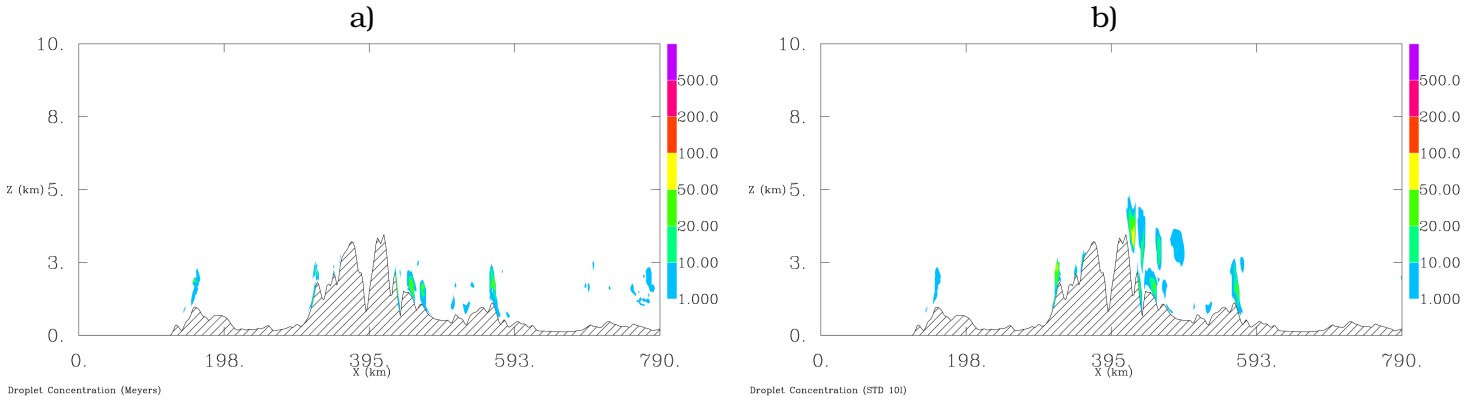 a)
10.
8.
Z (km) 5.
3.
0.
0. 198. 395. 593. 790.
X (km)
500.0
200.0
100.0
50.00
20.00
10.00
1.000
Droplet Concentration (Meyers)
b)
10.
8.
Z (km) 5.
3.
0.
0. 198. 395. 593. 790.
X (km)
500.0
200.0
100.0
50.00
20.00
10.00
1.000
Droplet Concentration (STD 10l)